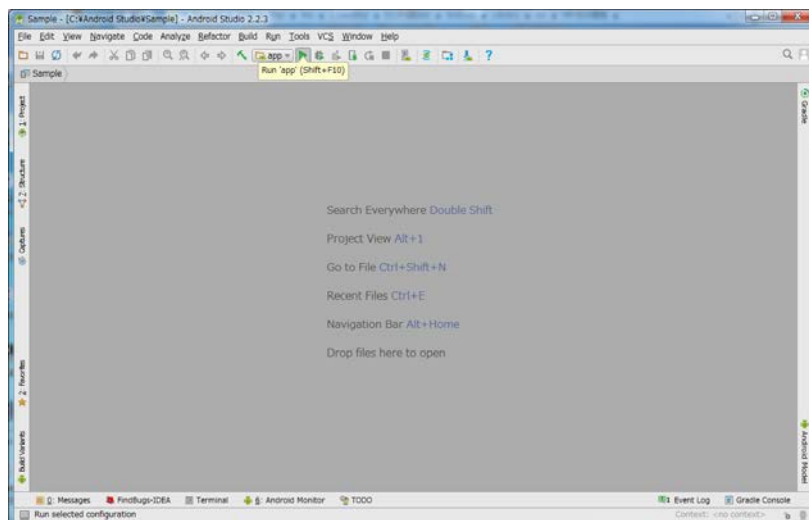 Sample - [C:¥Android Studio¥Sample] - Android Studio 2.2.3
File Edit View Navigate Code Analyze Refactor Build Run Tools VCS Window Help
app
Run 'app' (Shift+F10)
Sample
1: Project
Z: Structure
Captures
2: Favorites
Build Variants
Gradle
Android Model
Search Everywhere Double Shift
Project View Alt+1
Go to File Ctrl+Shift+N
Recent Files Ctrl+E
Navigation Bar Alt+Home
Drop files here to open
0: Messages FindBugs-IDEA Terminal 6: Android Monitor TODO
1 Event Log Gradle Console
Run selected configuration
Context: <no context>